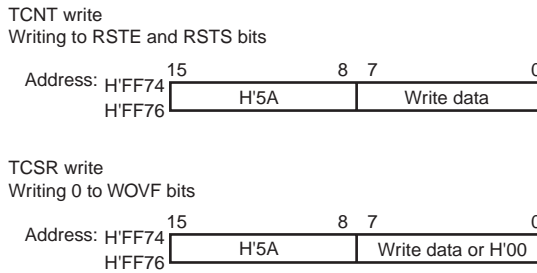 TCNT write
Writing to RSTE and RSTS bits
15 8 7 0
Address: H'FF74 H'5A Write data
H'FF76
TCSR write
Writing 0 to WOVF bits
15 8 7 0
Address: H'FF74 H'5A Write data or H'00
H'FF76